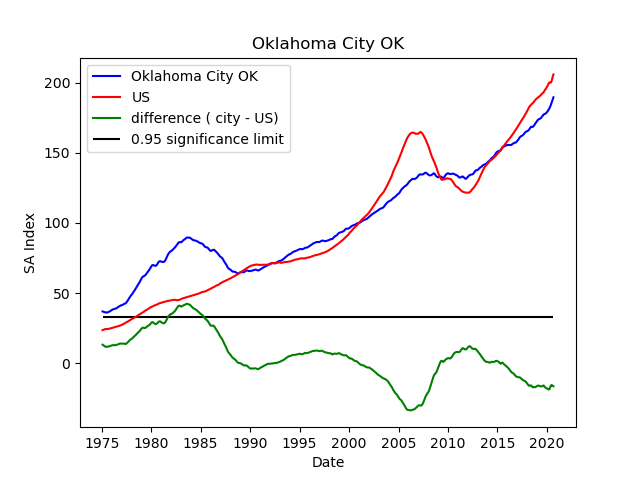 Oklahoma City OK
Oklahoma City OK
US
difference ( city - US)
0.95 significance limit
200
150
100
50
0
SA Index
1975 1980 1985 1990 1995 2000 2005 2010 2015 2020
Date